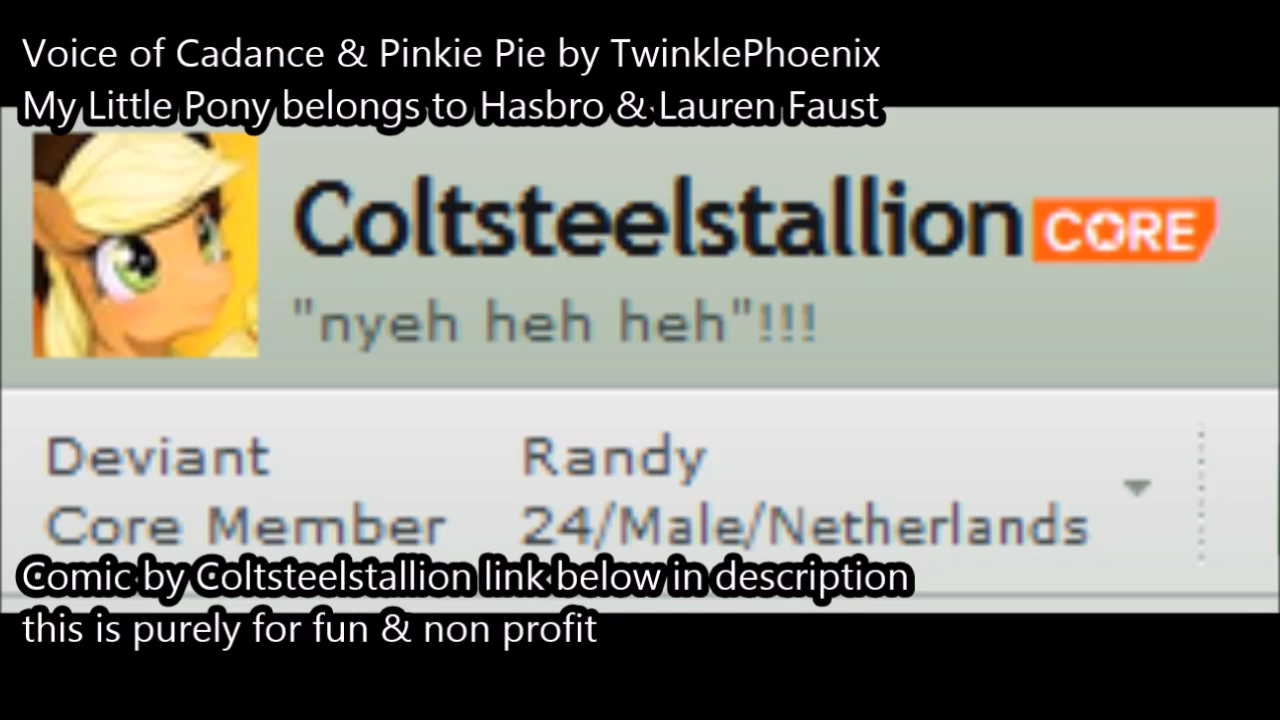 Voice of Cadance & Pinkie Pie by TwinklePhoenix
My Little Pony belongs to Hasbro & Lauren Faust
Coltsteelstallion CORE
"nyeh heh heh"!!!
Deviant Randy
Core Member 24/Male/Netherlands
Comic by Coltsteelstallion link below in description
this is purely for fun & non profit